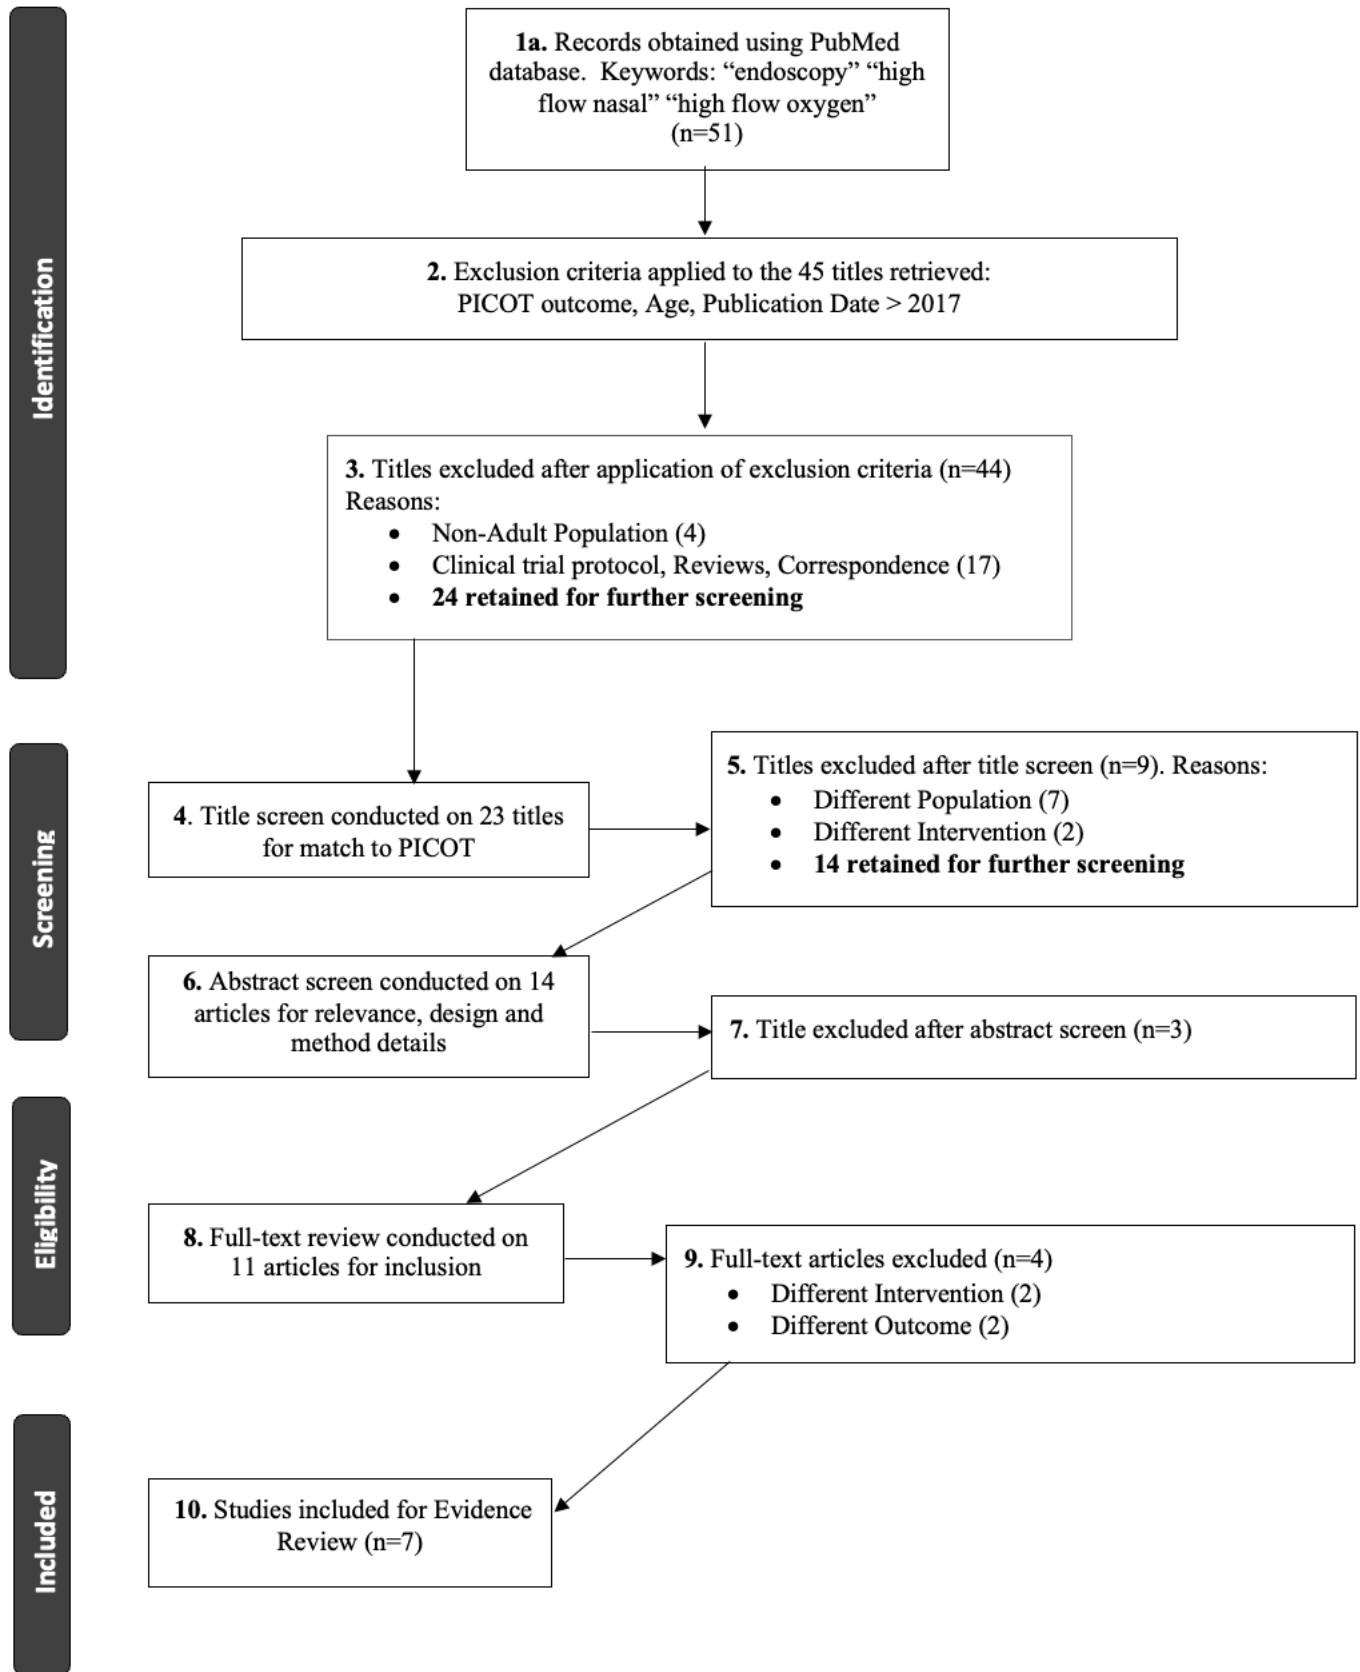 1a. Records obtained using PubMed
database. Keywords: “endoscopy” “high
flow nasal” “high flow oxygen”
(n=51)
2. Exclusion criteria applied to the 45 titles retrieved:
PICOT outcome, Age, Publication Date > 2017
Identification
3. Titles excluded after application of exclusion criteria (n=44)
Reasons:
• Non-Adult Population (4)
• Clinical trial protocol, Reviews, Correspondence (17)
• 24 retained for further screening
Screening
4. Title screen conducted on 23 titles
for match to PICOT
5. Titles excluded after title screen (n=9). Reasons:
• Different Population (7)
• Different Intervention (2)
• 14 retained for further screening
6. Abstract screen conducted on 14
articles for relevance, design and
method details
7. Title excluded after abstract screen (n=3)
Eligibility
8. Full-text review conducted on
11 articles for inclusion
9. Full-text articles excluded (n=4)
• Different Intervention (2)
• Different Outcome (2)
Included
10. Studies included for Evidence
Review (n=7)